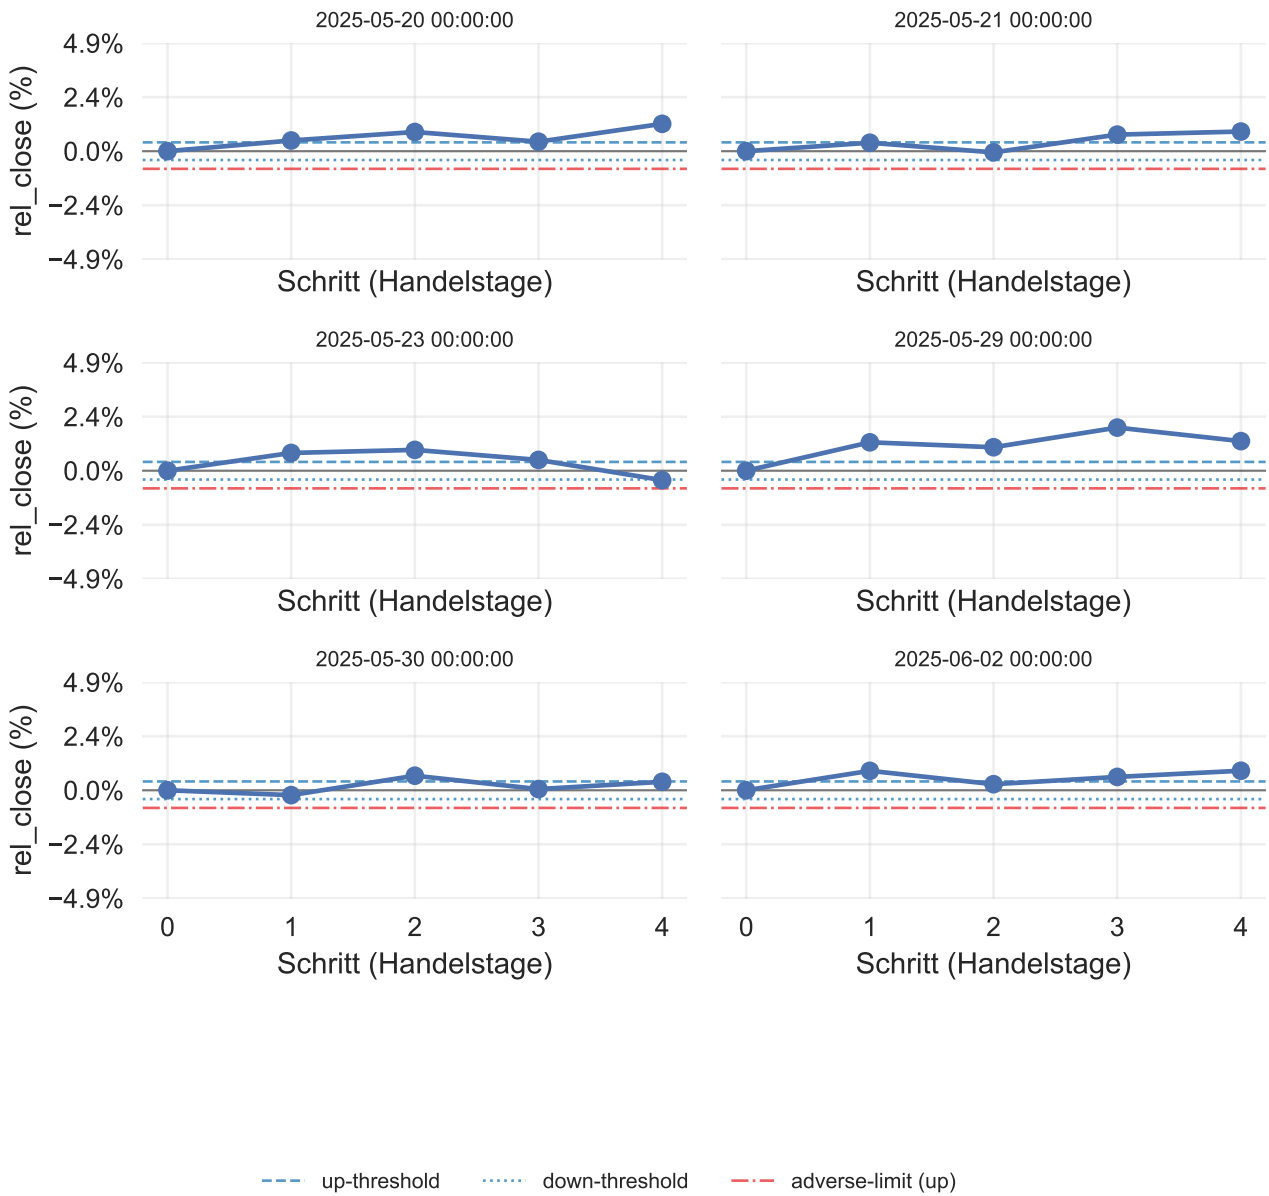 2025-05-20 00:00:00
2025-05-21 00:00:00
4.9%
2.4%
0.0%
−2.4%
−4.9%
rel_close (%)
Schritt (Handelstage)
Schritt (Handelstage)
2025-05-23 00:00:00
2025-05-29 00:00:00
4.9%
2.4%
0.0%
−2.4%
−4.9%
rel_close (%)
Schritt (Handelstage)
Schritt (Handelstage)
2025-05-30 00:00:00
2025-06-02 00:00:00
4.9%
2.4%
0.0%
−2.4%
−4.9%
rel_close (%)
0 1 2 3 4
0 1 2 3 4
Schritt (Handelstage)
Schritt (Handelstage)
up-threshold down-threshold adverse-limit (up)